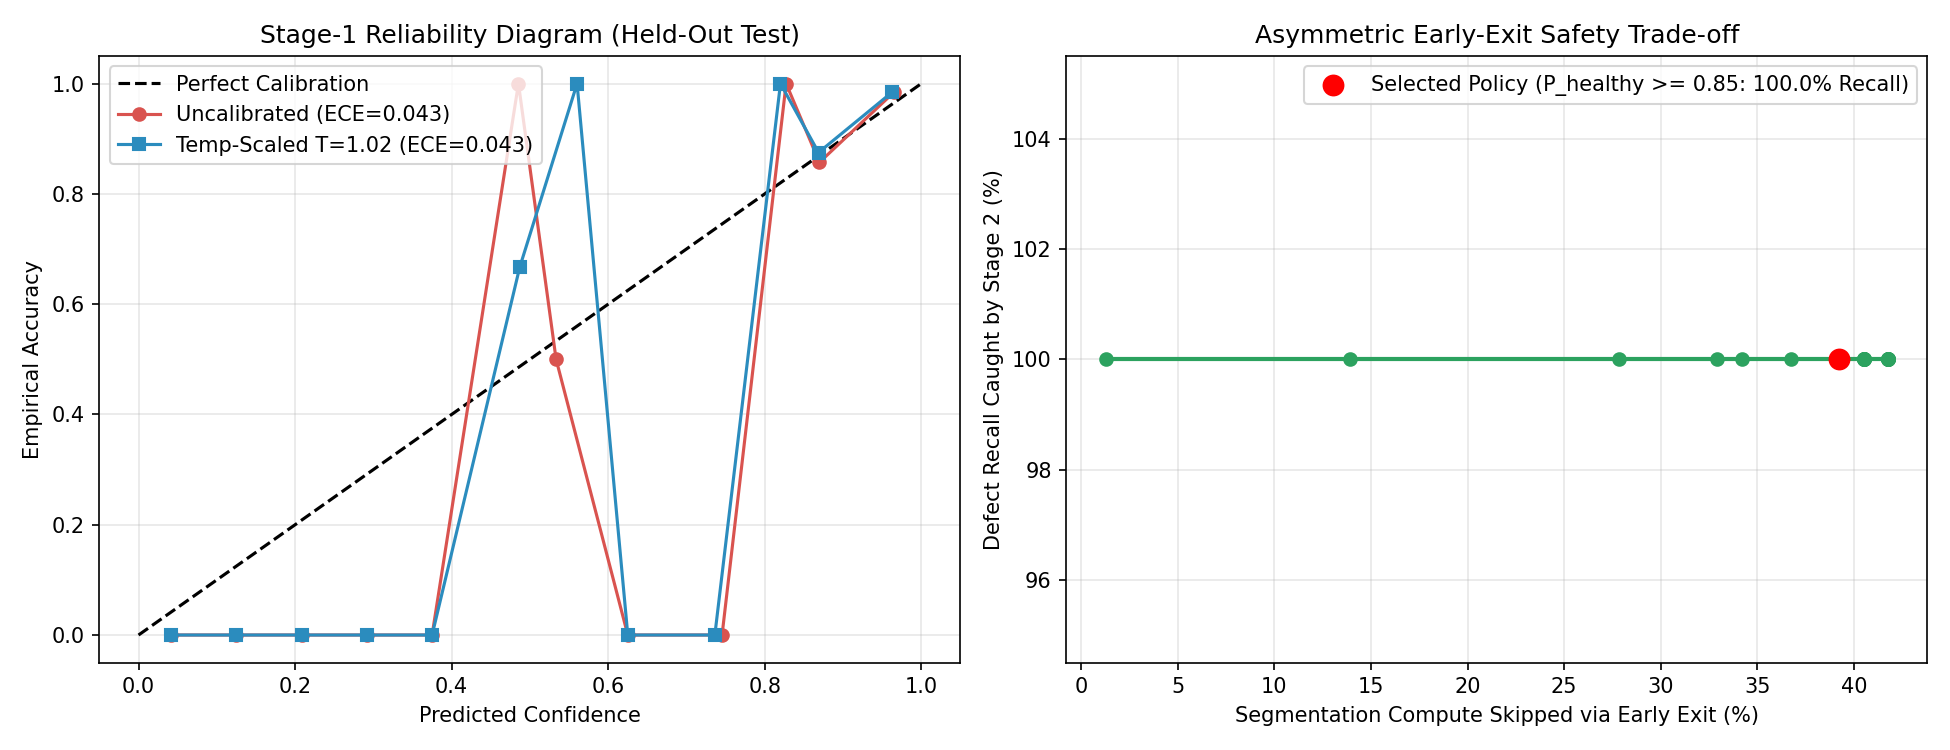 Stage-1 Reliability Diagram (Held-Out Test)
Perfect Calibration
Uncalibrated (ECE=0.043)
Temp-Scaled T=1.02 (ECE=0.043)
Empirical Accuracy
1.0
0.8
0.6
0.4
0.2
0.0
0.0 0.2 0.4 0.6 0.8 1.0
Predicted Confidence
Asymmetric Early-Exit Safety Trade-off
Selected Policy (P_healthy >= 0.85: 100.0% Recall)
Defect Recall Caught by Stage 2 (%)
104
102
100
98
96
0 5 10 15 20 25 30 35 40
Segmentation Compute Skipped via Early Exit (%)